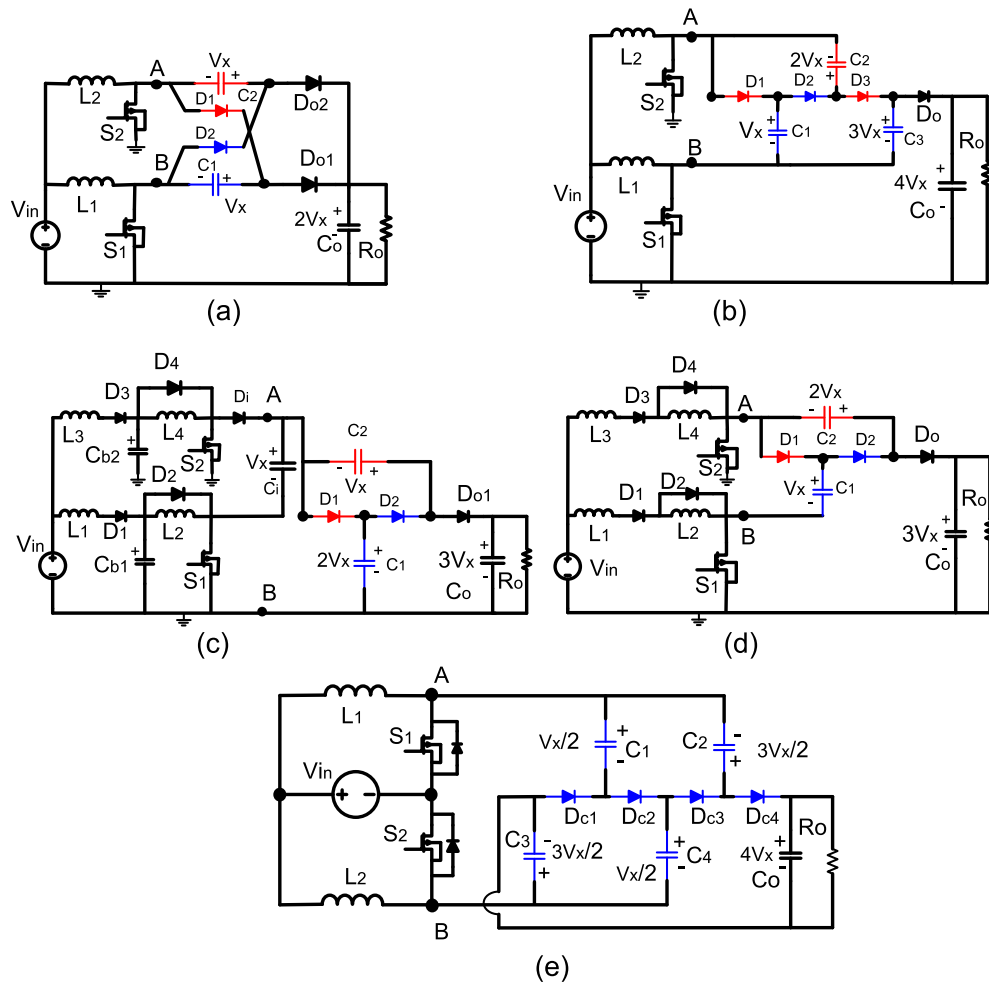 A
Vx
- +
L2
D1
C2
Do2
S2
D2
B
C1
- +
Vx
Do1
L1
Vin
S1
2Vx
+
-
Co
Ro
(a)
A
L2
2Vx
-
+
C2
S2
D1
D2
D3
Do
Vx
+
-
C1
3Vx
+
-
C3
Ro
B
L1
Vin
S1
4Vx
+
-
Co
(b)
D4
D3
Di
A
L3
L4
Cb2
+
S2
Vx
+
-
Ci
C2
- +
Vx
D2
D1
D2
Do1
Vin
L1
D1
L2
Cb1
+
S1
2Vx
+
-
C1
3Vx
+
-
Co
Ro
B
(c)
D4
D3
A
2Vx
- +
C2
L3
L4
D1
D2
Do
S2
Vx
+
-
C1
Ro
D1
D2
L1
L2
B
Vin
S1
3Vx
+
-
Co
(d)
A
L1
S1
Vx/2
+
-
C1
C2
-
+
3Vx/2
Vin
+ -
Dc1
Dc2
Dc3
Dc4
Ro
S2
C3
-
+
3Vx/2
Vx/2
+
-
C4
4Vx
+
-
Co
L2
B
(e)